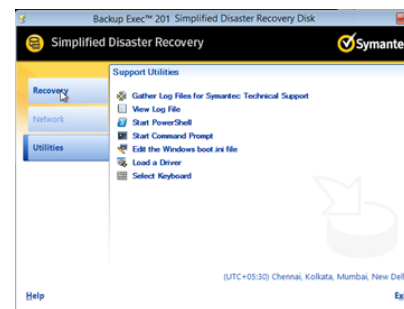 Backup Exec™ 201 Simplified Disaster Recovery Disk
Simplified Disaster Recovery
Symante
Support Utilities
Recovery
Gather Log Files for Symantec Technical Support
View Log File
Network
Start PowerShell
Start Command Prompt
Utilities
Edit the Windows boot.ini file
Load a Driver
Select Keyboard
(UTC+05:30) Chennai, Kolkata, Mumbai, New Del
Help
Ex